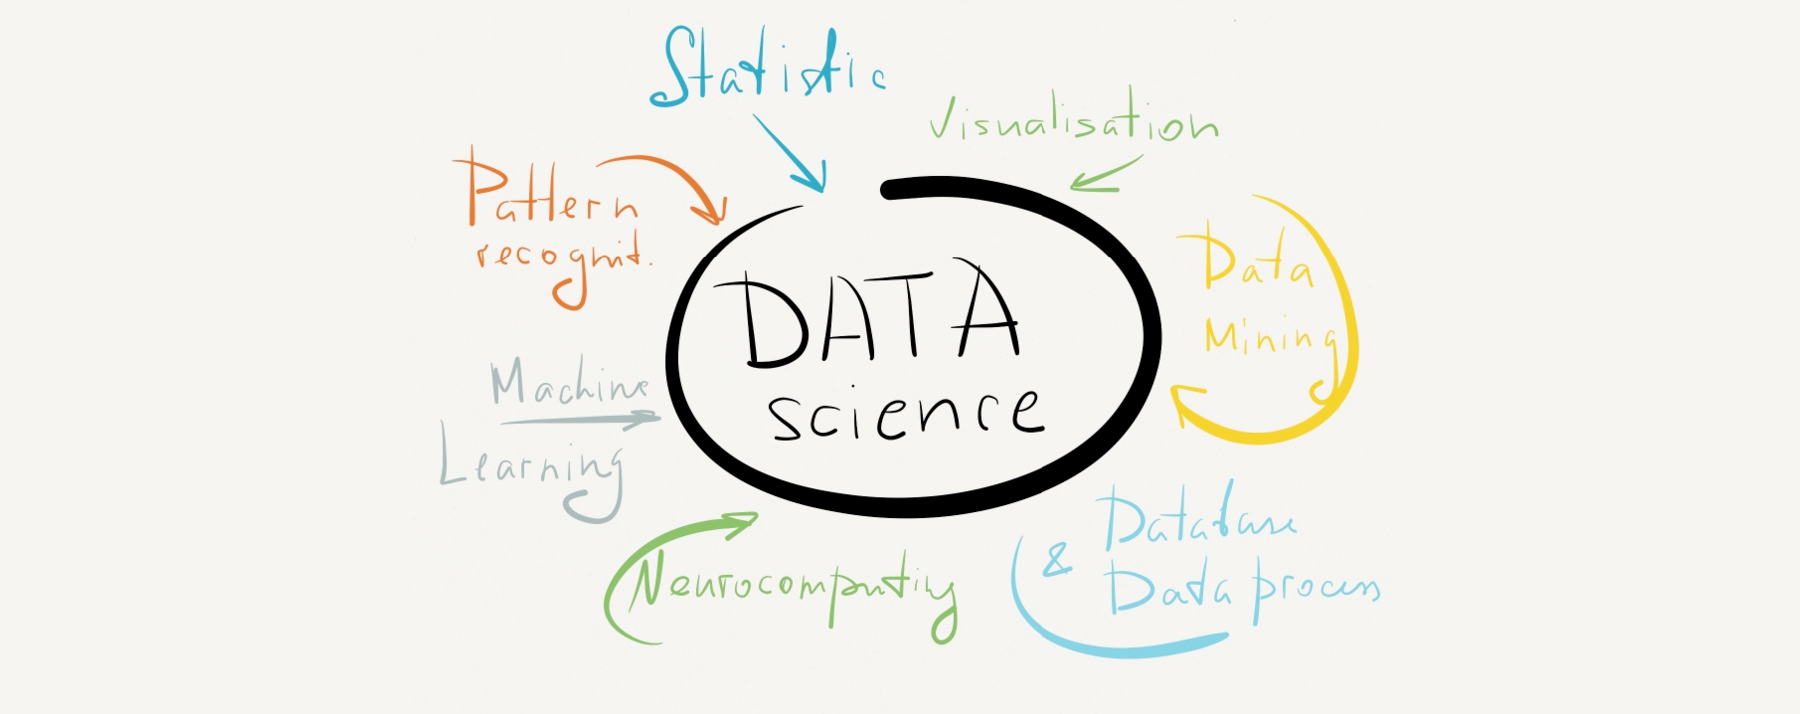 Statistic
Visualisation
Pattern
recognit.
Data
Mining
DATA
science
Machine
Learning
Database
& Data process
Neurocomputing